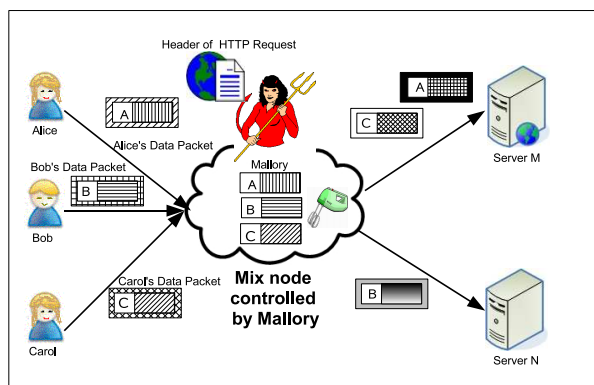 Header of HTTP Request
A
Alice
Alice's Data Packet
A
C
Server M
Bob's Data Packet
B
Bob
Mallory
A
B
C
Carol's Data Packet
C
Carol
Mix node
controlled
by Mallory
B
Server N